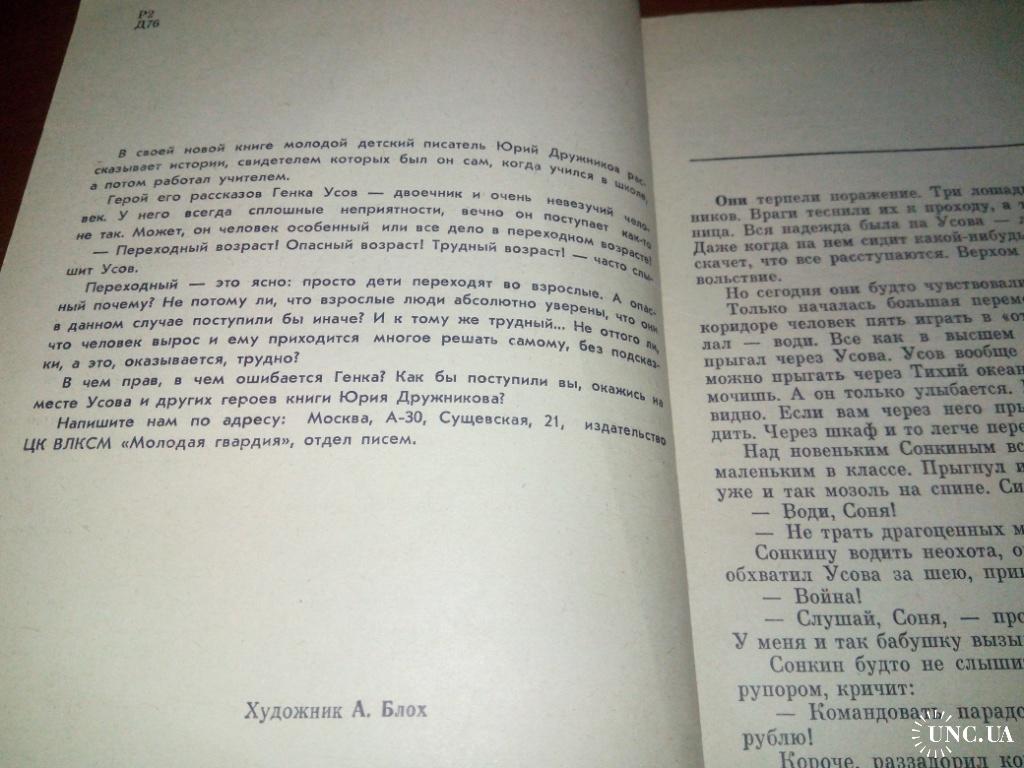 Р2
Д76
В своей новой книге молодой детский писатель Юрий Дружников рас-
сказывает истории, свидетелем которых был он сам, когда учился в школе,
а потом работал учителем.
Герой его рассказов Генка Усов — двоечник и очень невезучий чело-
век. У него всегда сплошные неприятности, вечно он поступает как-то
не так. Может, он человек особенный или все дело в переходном возрасте!
— Переходный возраст! Опасный возраст! Трудный возраст! — часто слы-
шит Усов.
Переходный — это ясно: просто дети переходят во взрослые. А опас-
ный почему? Не потому ли, что взрослые люди абсолютно уверены, что они
в данном случае поступили бы иначе? И к тому же трудный... Не оттого ли,
что человек вырос и ему приходится многое решать самому, без подсказ-
ки, а это, оказывается, трудно?
В чем прав, в чем ошибается Генка? Как бы поступили вы, окажись на
месте Усова и других героев книги Юрия Дружникова?
Напишите нам по адресу: Москва, А-30, Сущевская, 21, издательство
ЦК ВЛКСМ «Молодая гвардия», отдел писем.
Художник А. Блох
Они терпели поражение. Три лошад
ников. Враги теснили их к проходу, а
ница. Вся надежда была на Усова —
Даже когда на нем сидит какой-нибудь
скачет, что все расступаются. Верхом
вольствие.
Но сегодня они будто чувствовали
Только началась большая перем
коридоре человек пять играть в «от
лал — води. Все как в высшем
прыгал через Усова. Усов вообще
можно прыгать через Тихий океан
мочишь. А он только улыбается.
видно. Если вам через него пры
дить. Через шкаф и то легче пере
Над новеньким Сонкиным вс
маленьким в классе. Прыгнул и
уже и так мозоль на спине. Си
— Води, Соня!
— Не трать драгоценных м
Сонкину водить неохота, о
обхватил Усова за шею, приш
— Война!
— Слушай, Соня, — про
У меня и так бабушку вызы
Сонкин будто не слыши
рупором, кричит:
— Командовать парадо
рублю!
Короче, раззадорил ко
UNC.UA